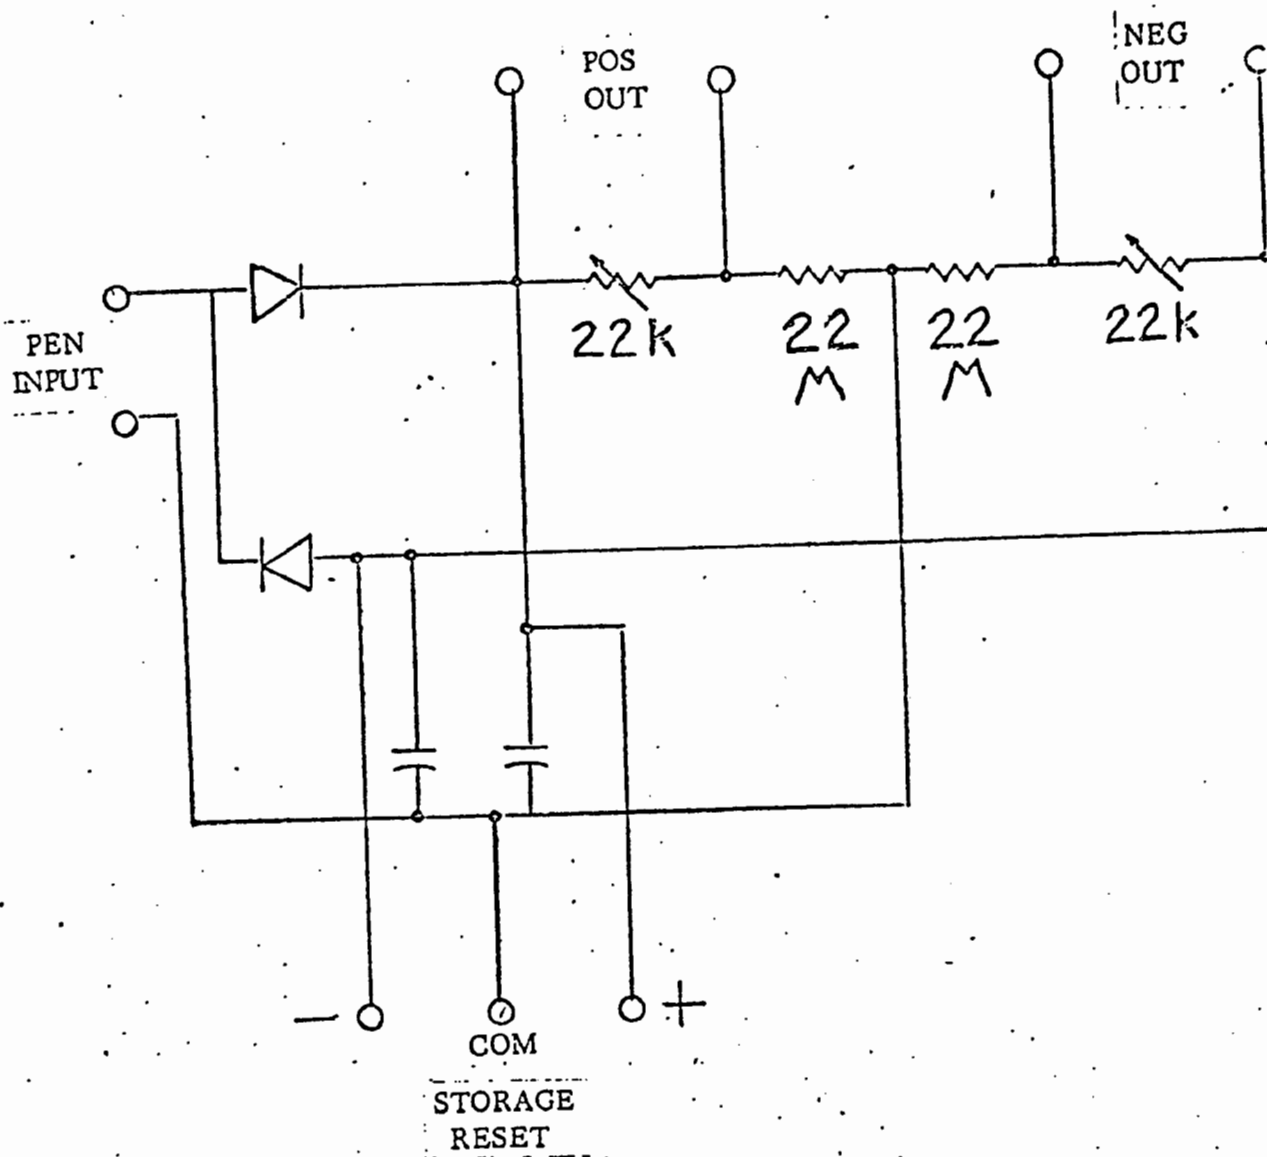 POS
OUT
NEG
OUT
PEN
INPUT
22k
22
M
22
M
22k
−
+
COM
STORAGE
RESET